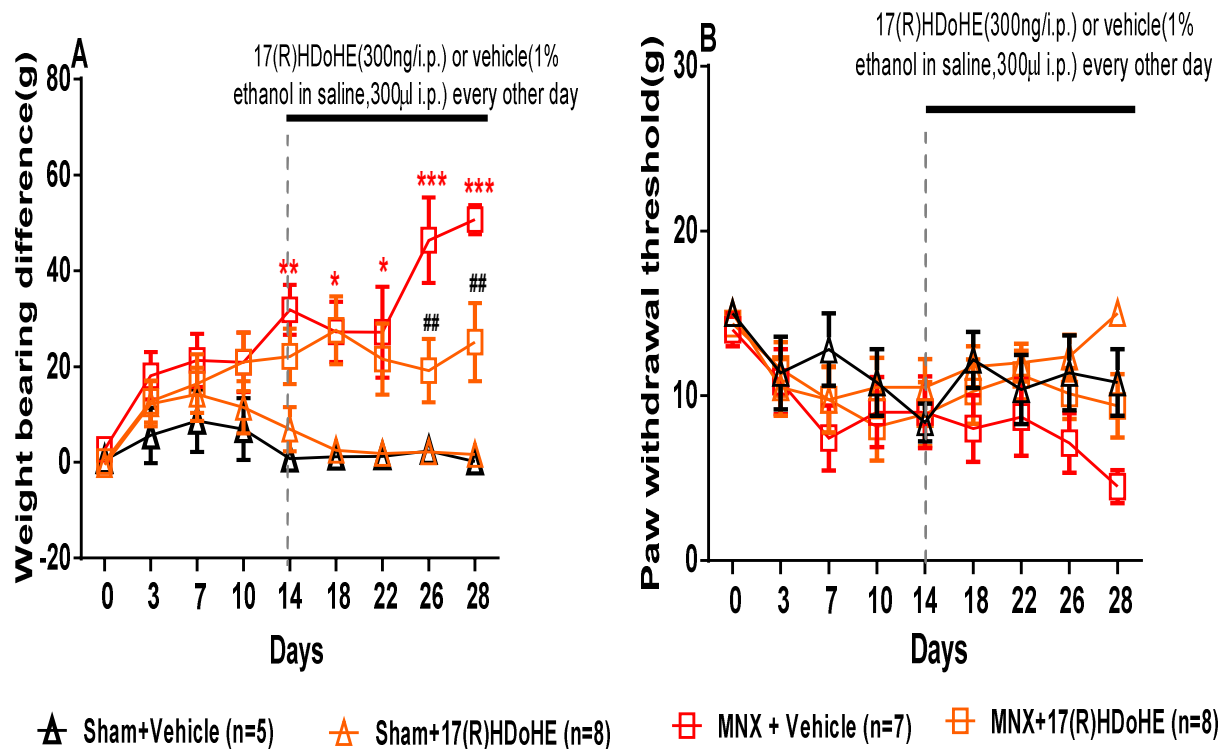 A
17(R)HDoHE(300ng/i.p.) or vehicle(1%
ethanol in saline,300µl i.p.) every other day
Weight bearing difference(g)
80
60
40
20
0
-20
***
***
**
*
*
##
##
0 3 7 10 14 18 22 26 28
Days
B
17(R)HDoHE(300ng/i.p.) or vehicle(1%
ethanol in saline,300µl i.p.) every other day
Paw withdrawal threshold(g)
30
20
10
0
0 3 7 10 14 18 22 26 28
Days
Sham+Vehicle (n=5) Sham+17(R)HDoHE (n=8) MNX + Vehicle (n=7) MNX+17(R)HDoHE (n=8)